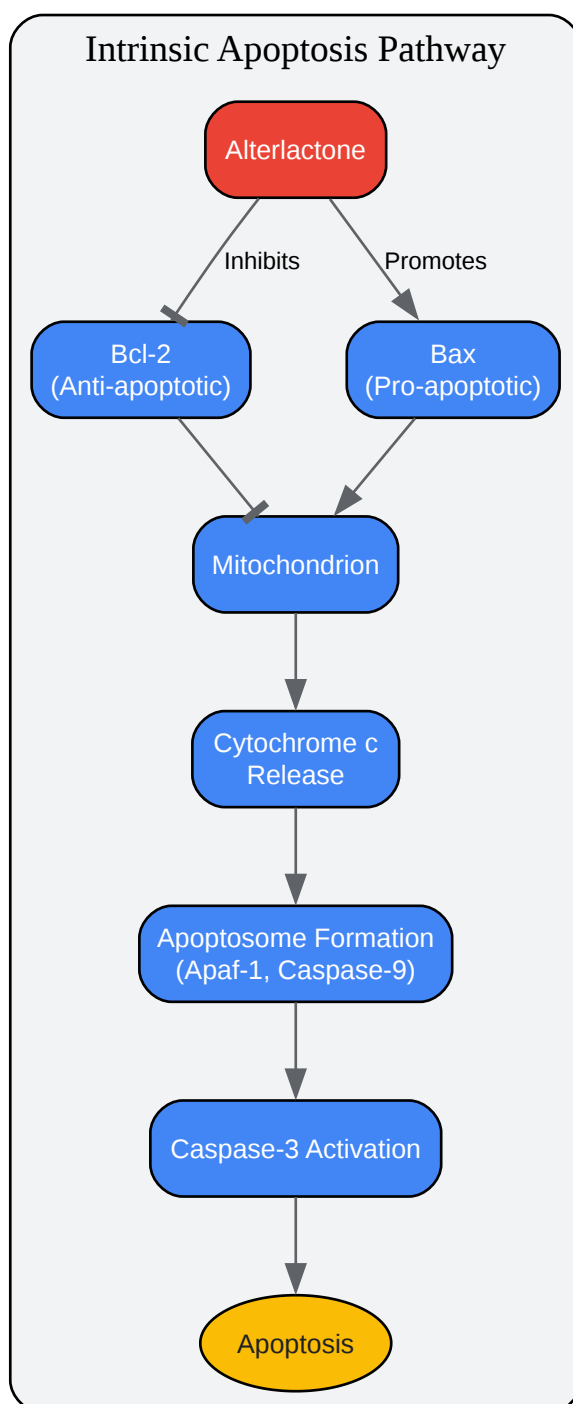 Intrinsic Apoptosis Pathway
Alterlactone
Inhibits
Promotes
Bcl-2
(Anti-apoptotic)
Bax
(Pro-apoptotic)
Mitochondrion
Cytochrome c
Release
Apoptosome Formation
(Apaf-1, Caspase-9)
Caspase-3 Activation
Apoptosis